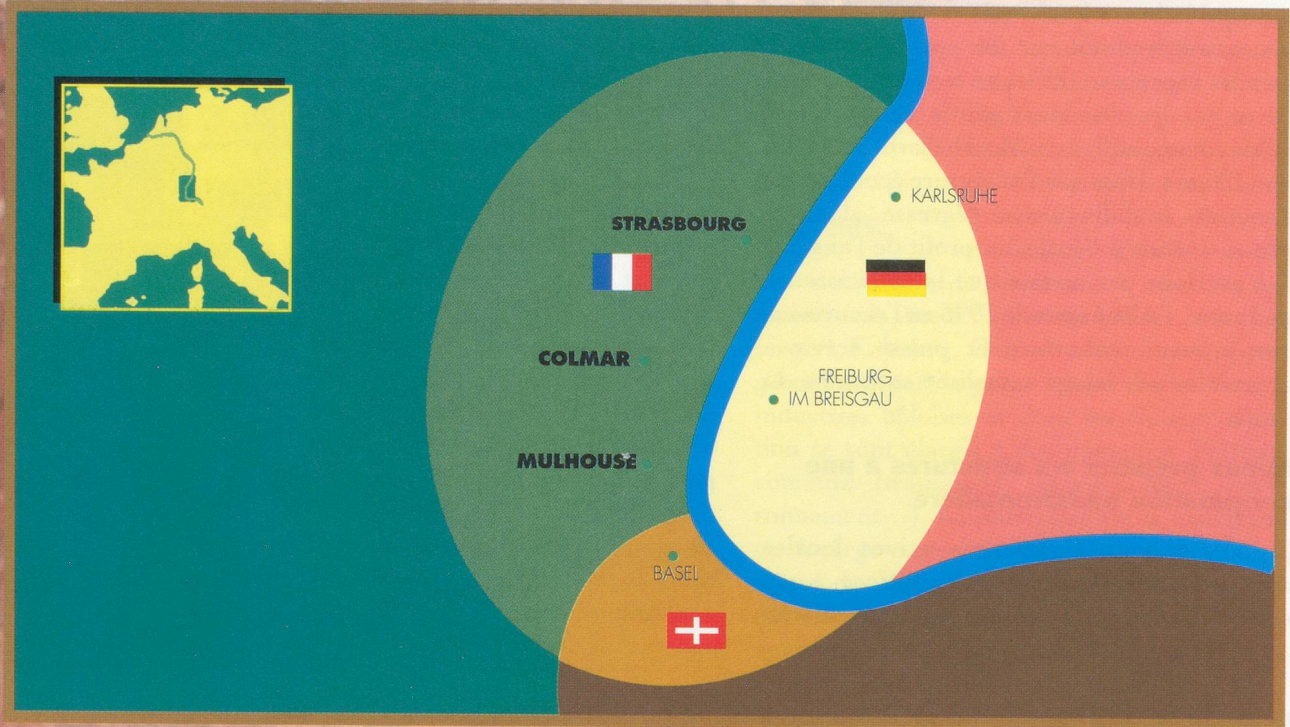 STRASBOURG
KARLSRUHE
COLMAR
FREIBURG
IM BREISGAU
MULHOUSE
BASEL